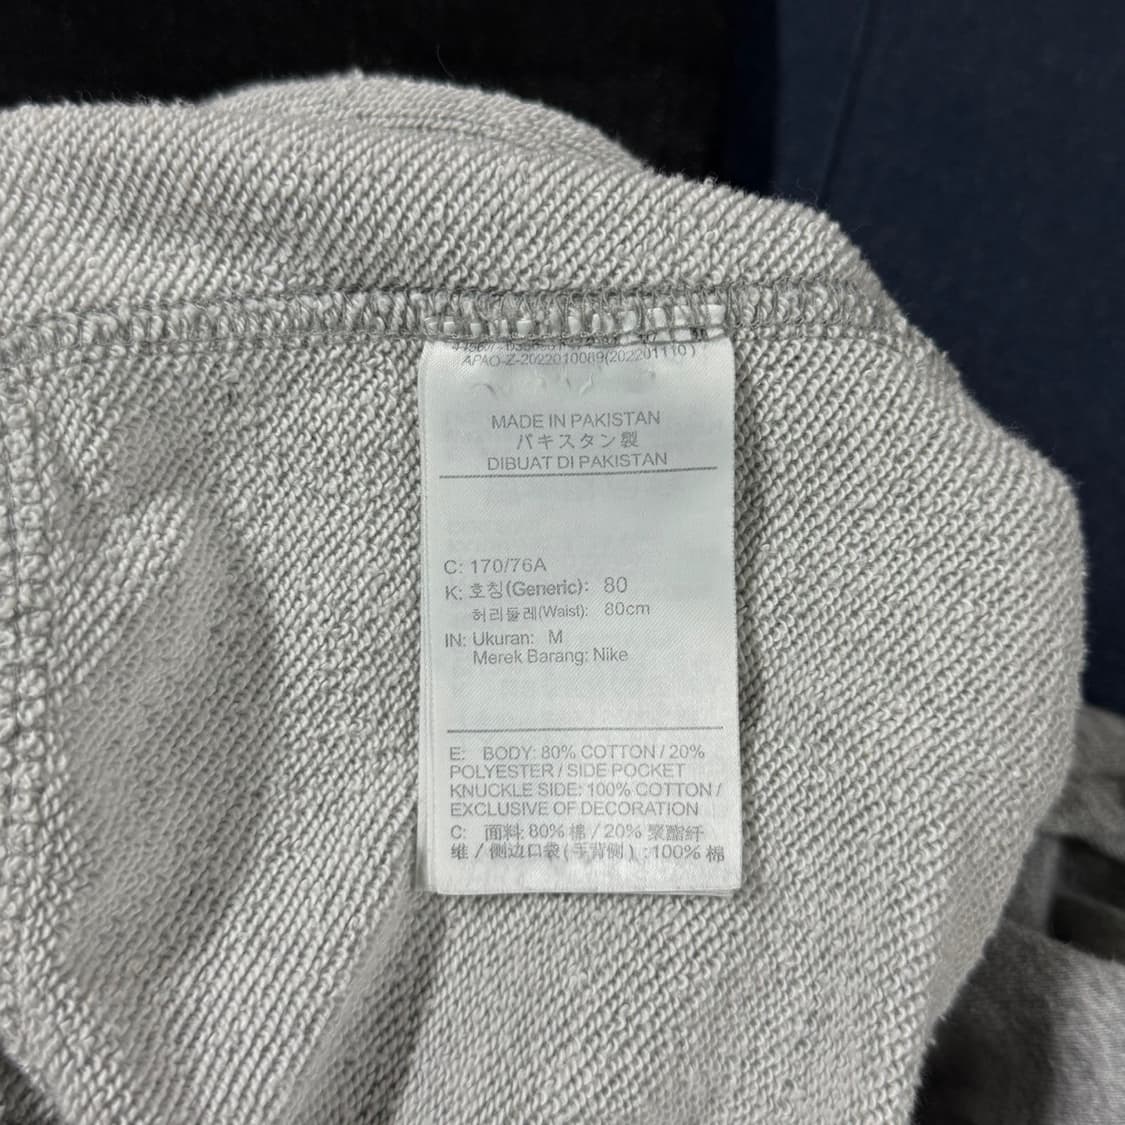 APAO-Z-2022010089(202201110)
MADE IN PAKISTAN
パキスタン製
DIBUAT DI PAKISTAN
C: 170/76A
K: 호칭(Generic): 80
허리둘레(Waist): 80cm
IN: Ukuran: M
Merek Barang: Nike
E: BODY: 80% COTTON / 20%
POLYESTER / SIDE POCKET
KNUCKLE SIDE: 100% COTTON /
EXCLUSIVE OF DECORATION
C: 面料: 80% 棉 / 20% 聚酯纤
维 / 侧边口袋(手背侧) : 100% 棉